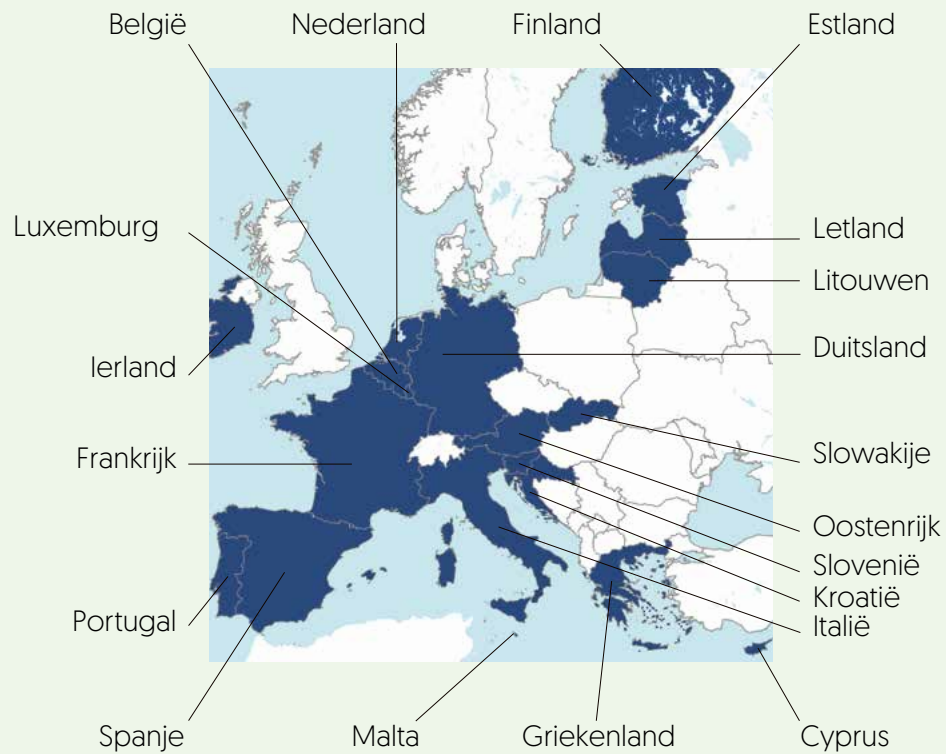 België
Nederland
Finland
Estland
Luxemburg
Letland
Litouwen
Ierland
Duitsland
Frankrijk
Slowakije
Oostenrijk
Slovenië
Kroatië
Italië
Portugal
Spanje
Malta
Griekenland
Cyprus